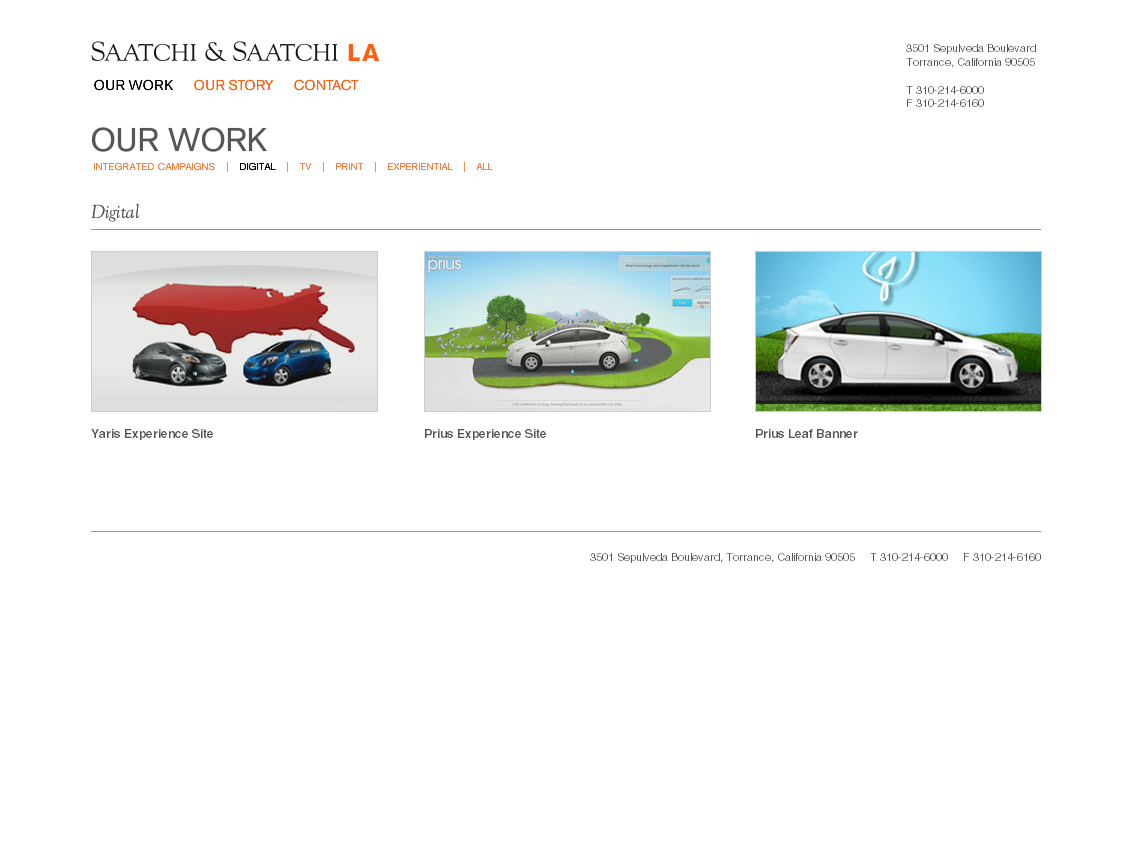 SAATCHI & SAATCHI LA
3501 Sepulveda Boulevard
Torrance, California 90505
OUR WORK OUR STORY CONTACT
T 310-214-6000
F 310-214-6160
OUR WORK
INTEGRATED CAMPAIGNS | DIGITAL | TV | PRINT | EXPERIENTIAL | ALL
Digital
prius
Yaris Experience Site
Prius Experience Site
Prius Leaf Banner
3501 Sepulveda Boulevard, Torrance, California 90505 T 310-214-6000 F 310-214-6160